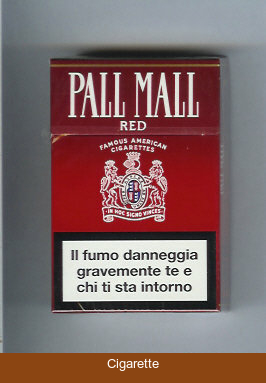 PALL MALL
RED
FAMOUS AMERICAN
CIGARETTES
IN HOC SIGNO VINCES
Il fumo danneggia
gravemente te e
chi ti sta intorno
Cigarette